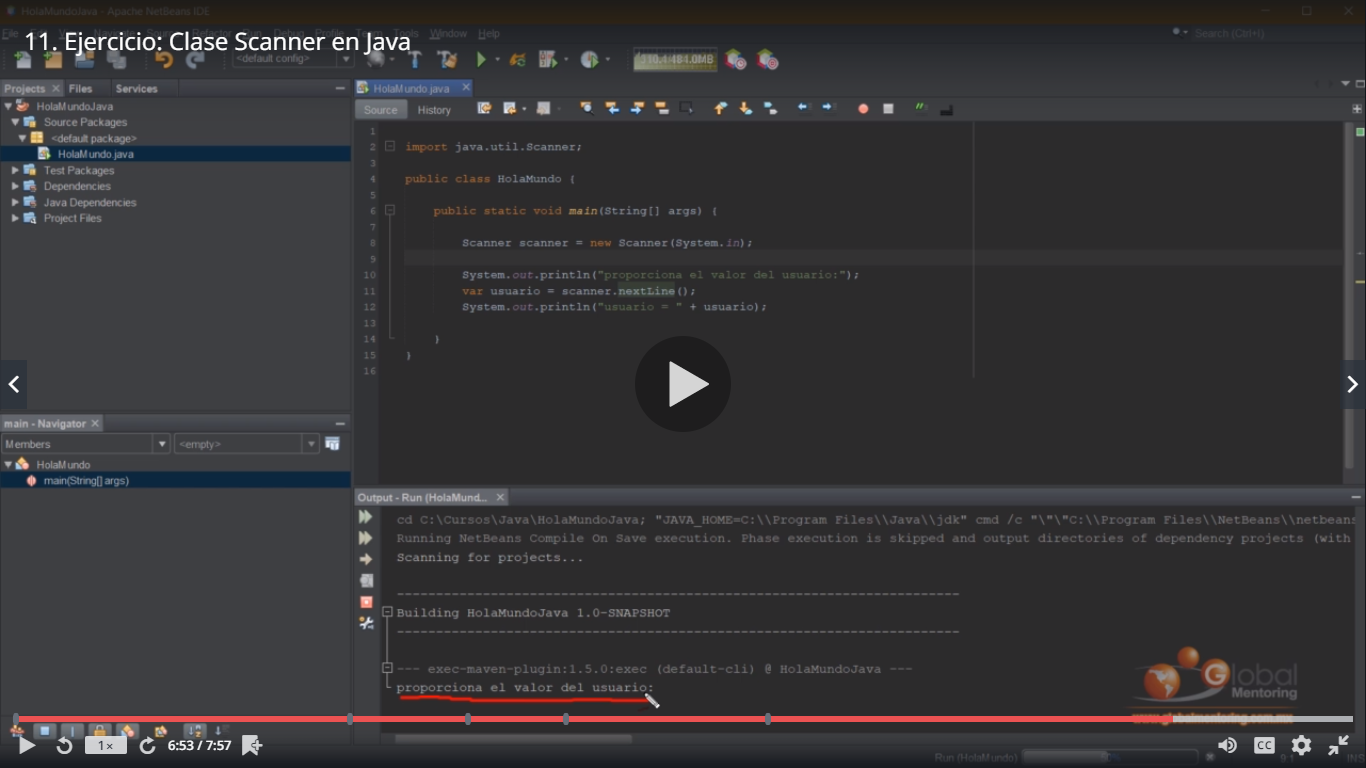 HolaMundoJava - Apache NetBeans IDE
11. Ejercicio: Clase Scanner en Java
File
Tools Window Help
Search (Ctrl+I)
<default config>
110,4/484,0MB
Projects Files Services
HolaMundoJava
Source Packages
<default package>
HolaMundo.java
Test Packages
Dependencies
Java Dependencies
Project Files
HolaMundo.java
Source History
1
2 import java.util.Scanner;
3
4 public class HolaMundo {
5
6 public static void main(String[] args) {
7
8 Scanner scanner = new Scanner(System.in);
9
10 System.out.println("proporciona el valor del usuario:");
11 var usuario = scanner.nextLine();
12 System.out.println("usuario = " + usuario);
13
14 }
15 }
16
main - Navigator
Members <empty>
HolaMundo
main(String[] args)
Output - Run (HolaMund...
cd C:\Cursos\Java\HolaMundoJava; "JAVA_HOME=C:\\Program Files\\Java\\jdk" cmd /c "\"\"C:\\Program Files\\NetBeans\\netbeans
Running NetBeans Compile On Save execution. Phase execution is skipped and output directories of dependency projects (with
Scanning for projects...
------------------------------------------------------------------------
Building HolaMundoJava 1.0-SNAPSHOT
------------------------------------------------------------------------
--- exec-maven-plugin:1.5.0:exec (default-cli) @ HolaMundoJava ---
proporciona el valor del usuario:
Global
Mentoring
www.globalmentoring.com.mx
1× 6:53 / 7:57 CC
Run (HolaMundo) 9:1 INS